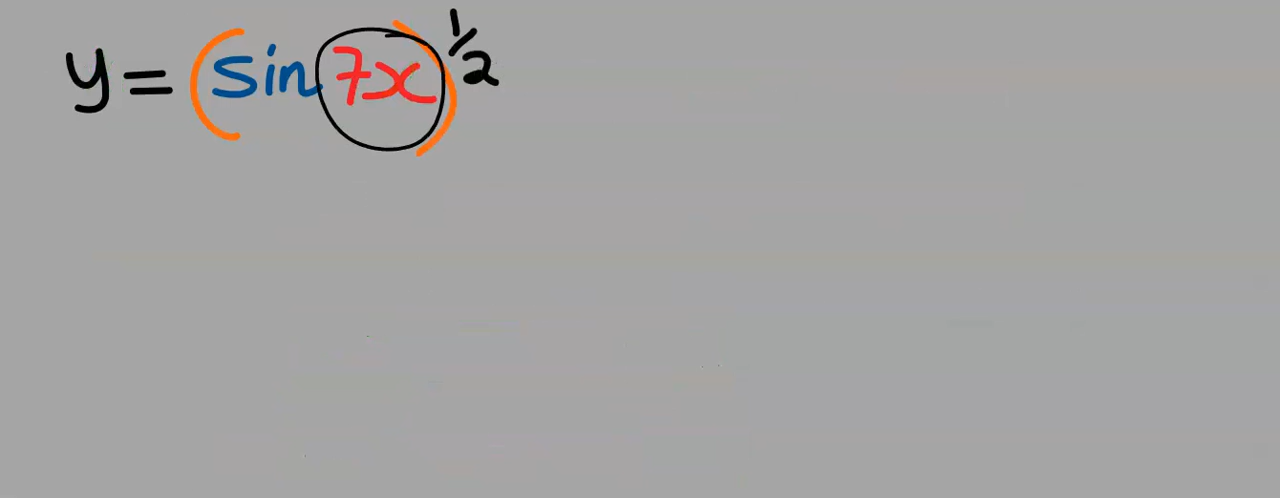 y = (sin 7x)^1/2